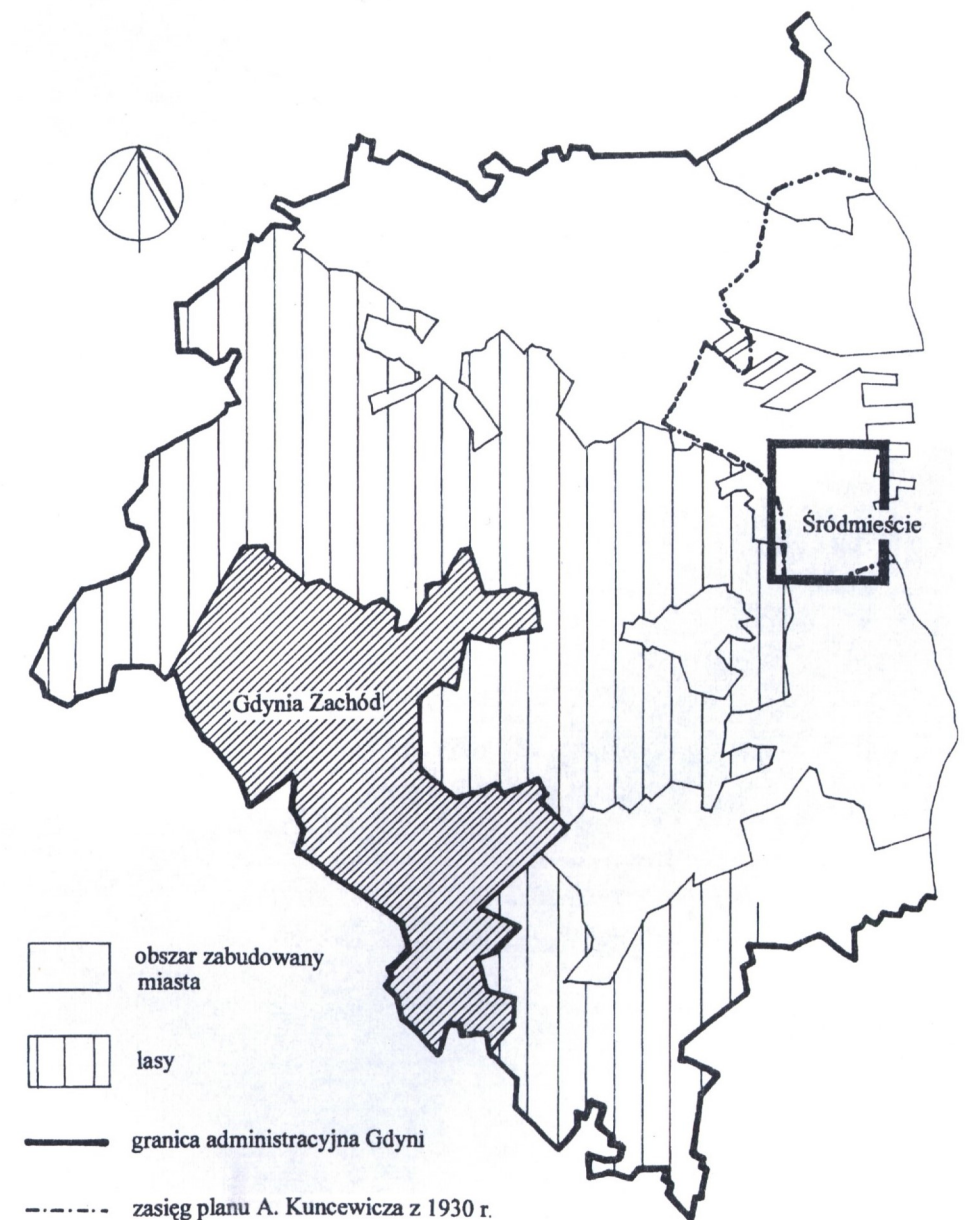 Śródmieście
Gdynia Zachód
obszar zabudowany
miasta
lasy
granica administracyjna Gdyni
zasięg planu A. Kuncewicza z 1930 r.